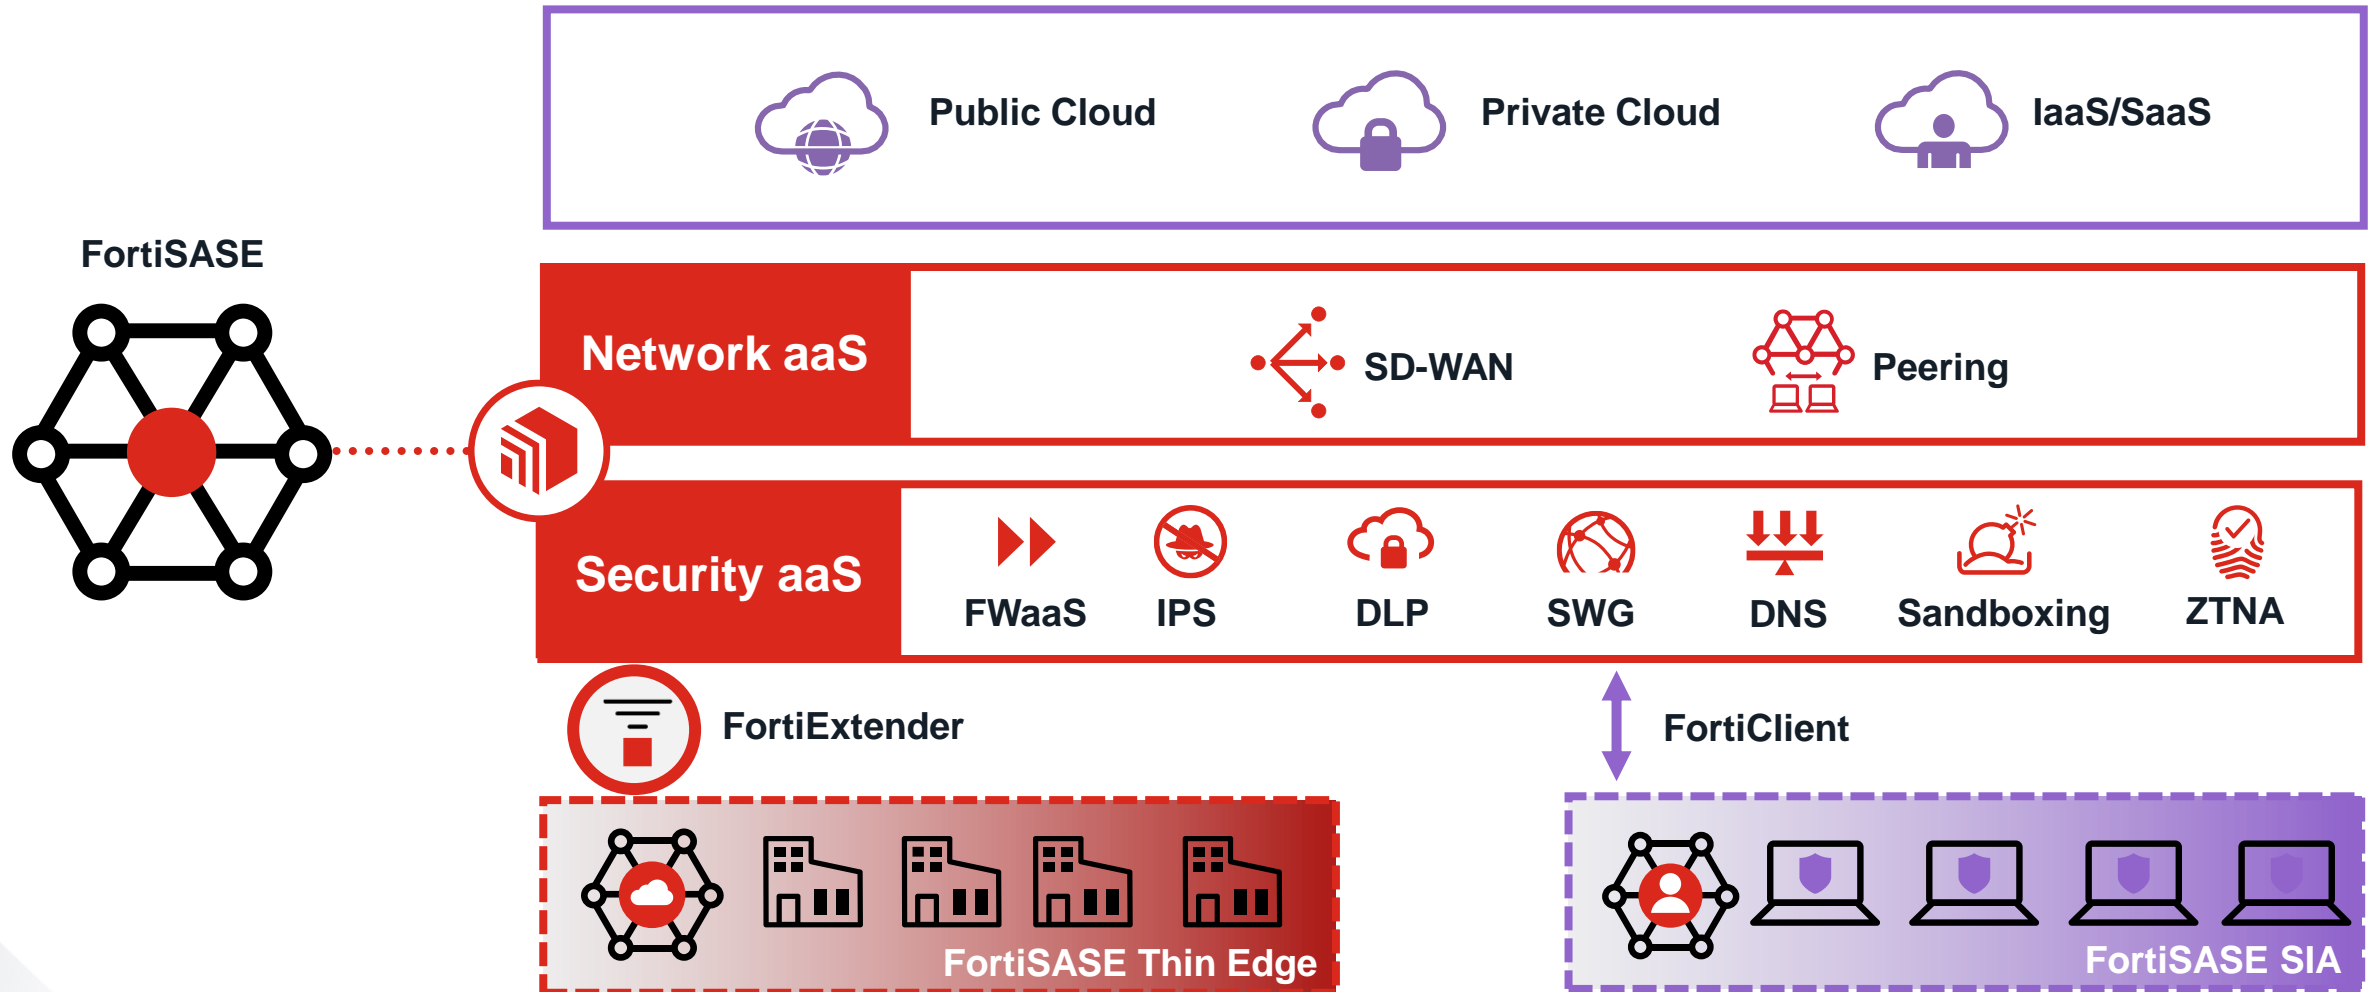 Public Cloud
Private Cloud
IaaS/SaaS
FortiSASE
Network aaS
SD-WAN
Peering
Security aaS
FWaaS
IPS
DLP
SWG
DNS
Sandboxing
ZTNA
FortiExtender
FortiClient
FortiSASE Thin Edge
FortiSASE SIA